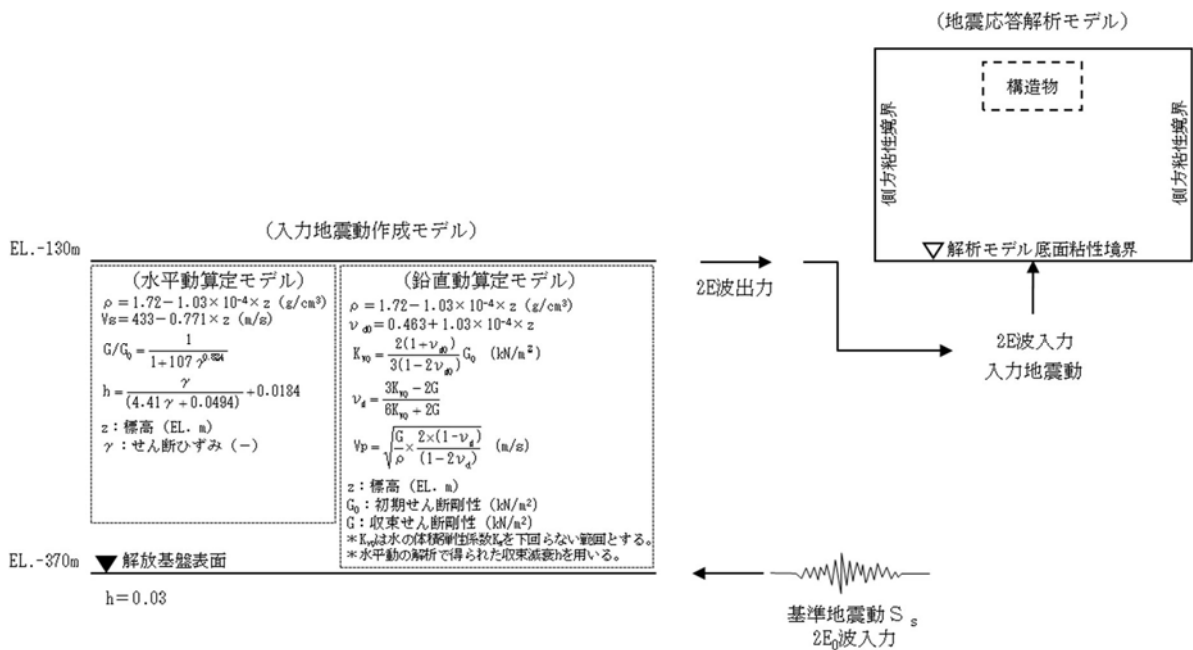 (地震応答解析モデル)
構造物
側方粘性境界
側方粘性境界
▽解析モデル底面粘性境界
(入力地震動作成モデル)
EL.-130m
2E波出力
2E波入力
入力地震動
(水平動算定モデル)
ρ=1.72-1.03×10⁻⁴×z (g/cm³)
Vs=433-0.771×z (m/s)
G/G₀=1/(1+107γ^0.824)
h=γ/(4.41γ+0.0494)+0.0184
z:標高(EL. m)
γ:せん断ひずみ(-)
(鉛直動算定モデル)
ρ=1.72-1.03×10⁻⁴×z (g/cm³)
ν_d0=0.463+1.03×10⁻⁴×z
K_V0=2(1+ν_d0)/3(1-2ν_d0) G₀ (kN/m²)
ν_d=(3K_V0-2G)/(6K_V0+2G)
Vp=√(G/ρ×2×(1-ν_d)/(1-2ν_d)) (m/s)
z:標高(EL. m)
G₀:初期せん断剛性(kN/m²)
G:収束せん断剛性(kN/m²)
*K_V0は水の体積弾性係数を下回らない範囲とする。
*水平動の解析で得られた収束減衰hを用いる。
EL.-370m
▼解放基盤表面
h=0.03
基準地震動Ss
2E₀波入力